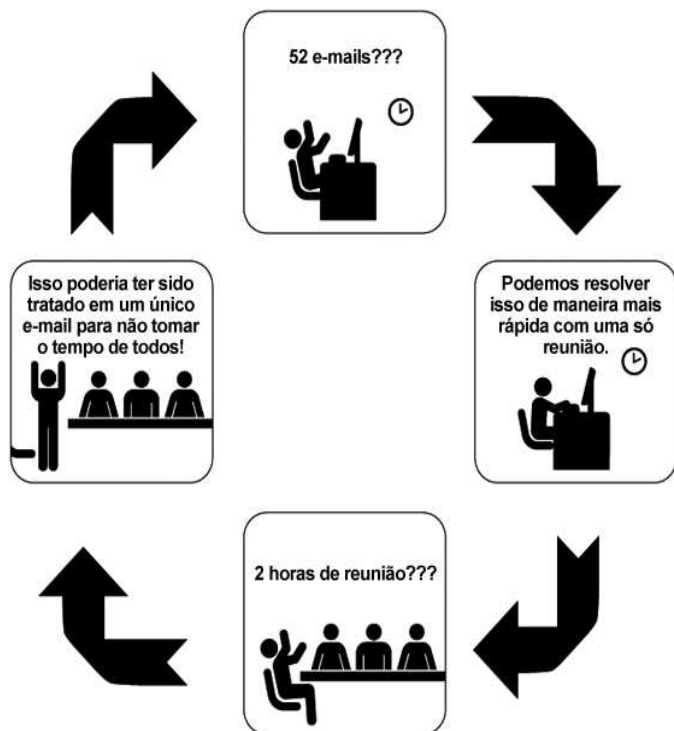 52 e-mails???
Podemos resolver
isso de maneira mais
rápida com uma só
reunião.
2 horas de reunião???
Isso poderia ter sido
tratado em um único
e-mail para não tomar
o tempo de todos!